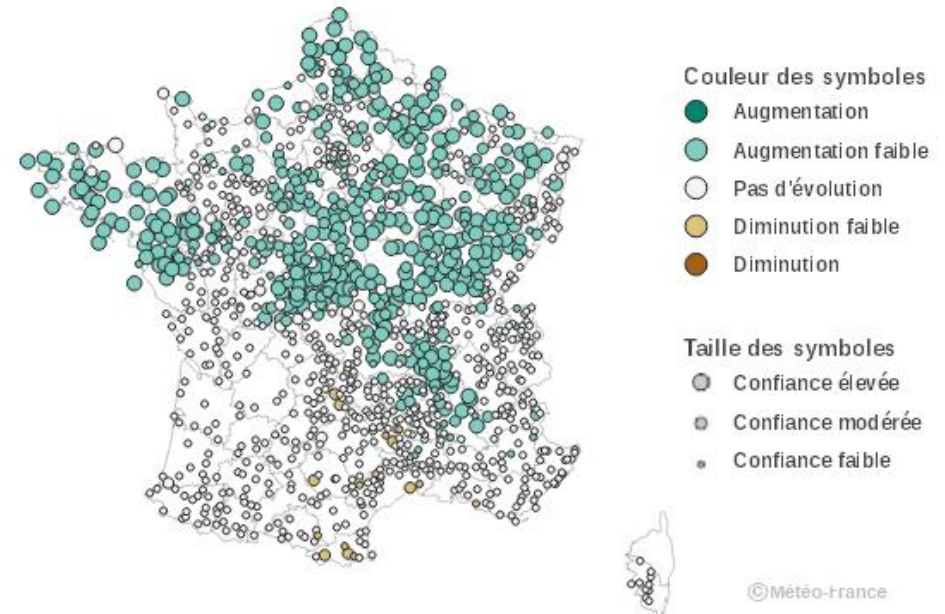 Couleur des symboles
Augmentation
Augmentation faible
Pas d'évolution
Diminution faible
Diminution
Taille des symboles
Confiance élevée
Confiance modérée
Confiance faible
©Météo-France